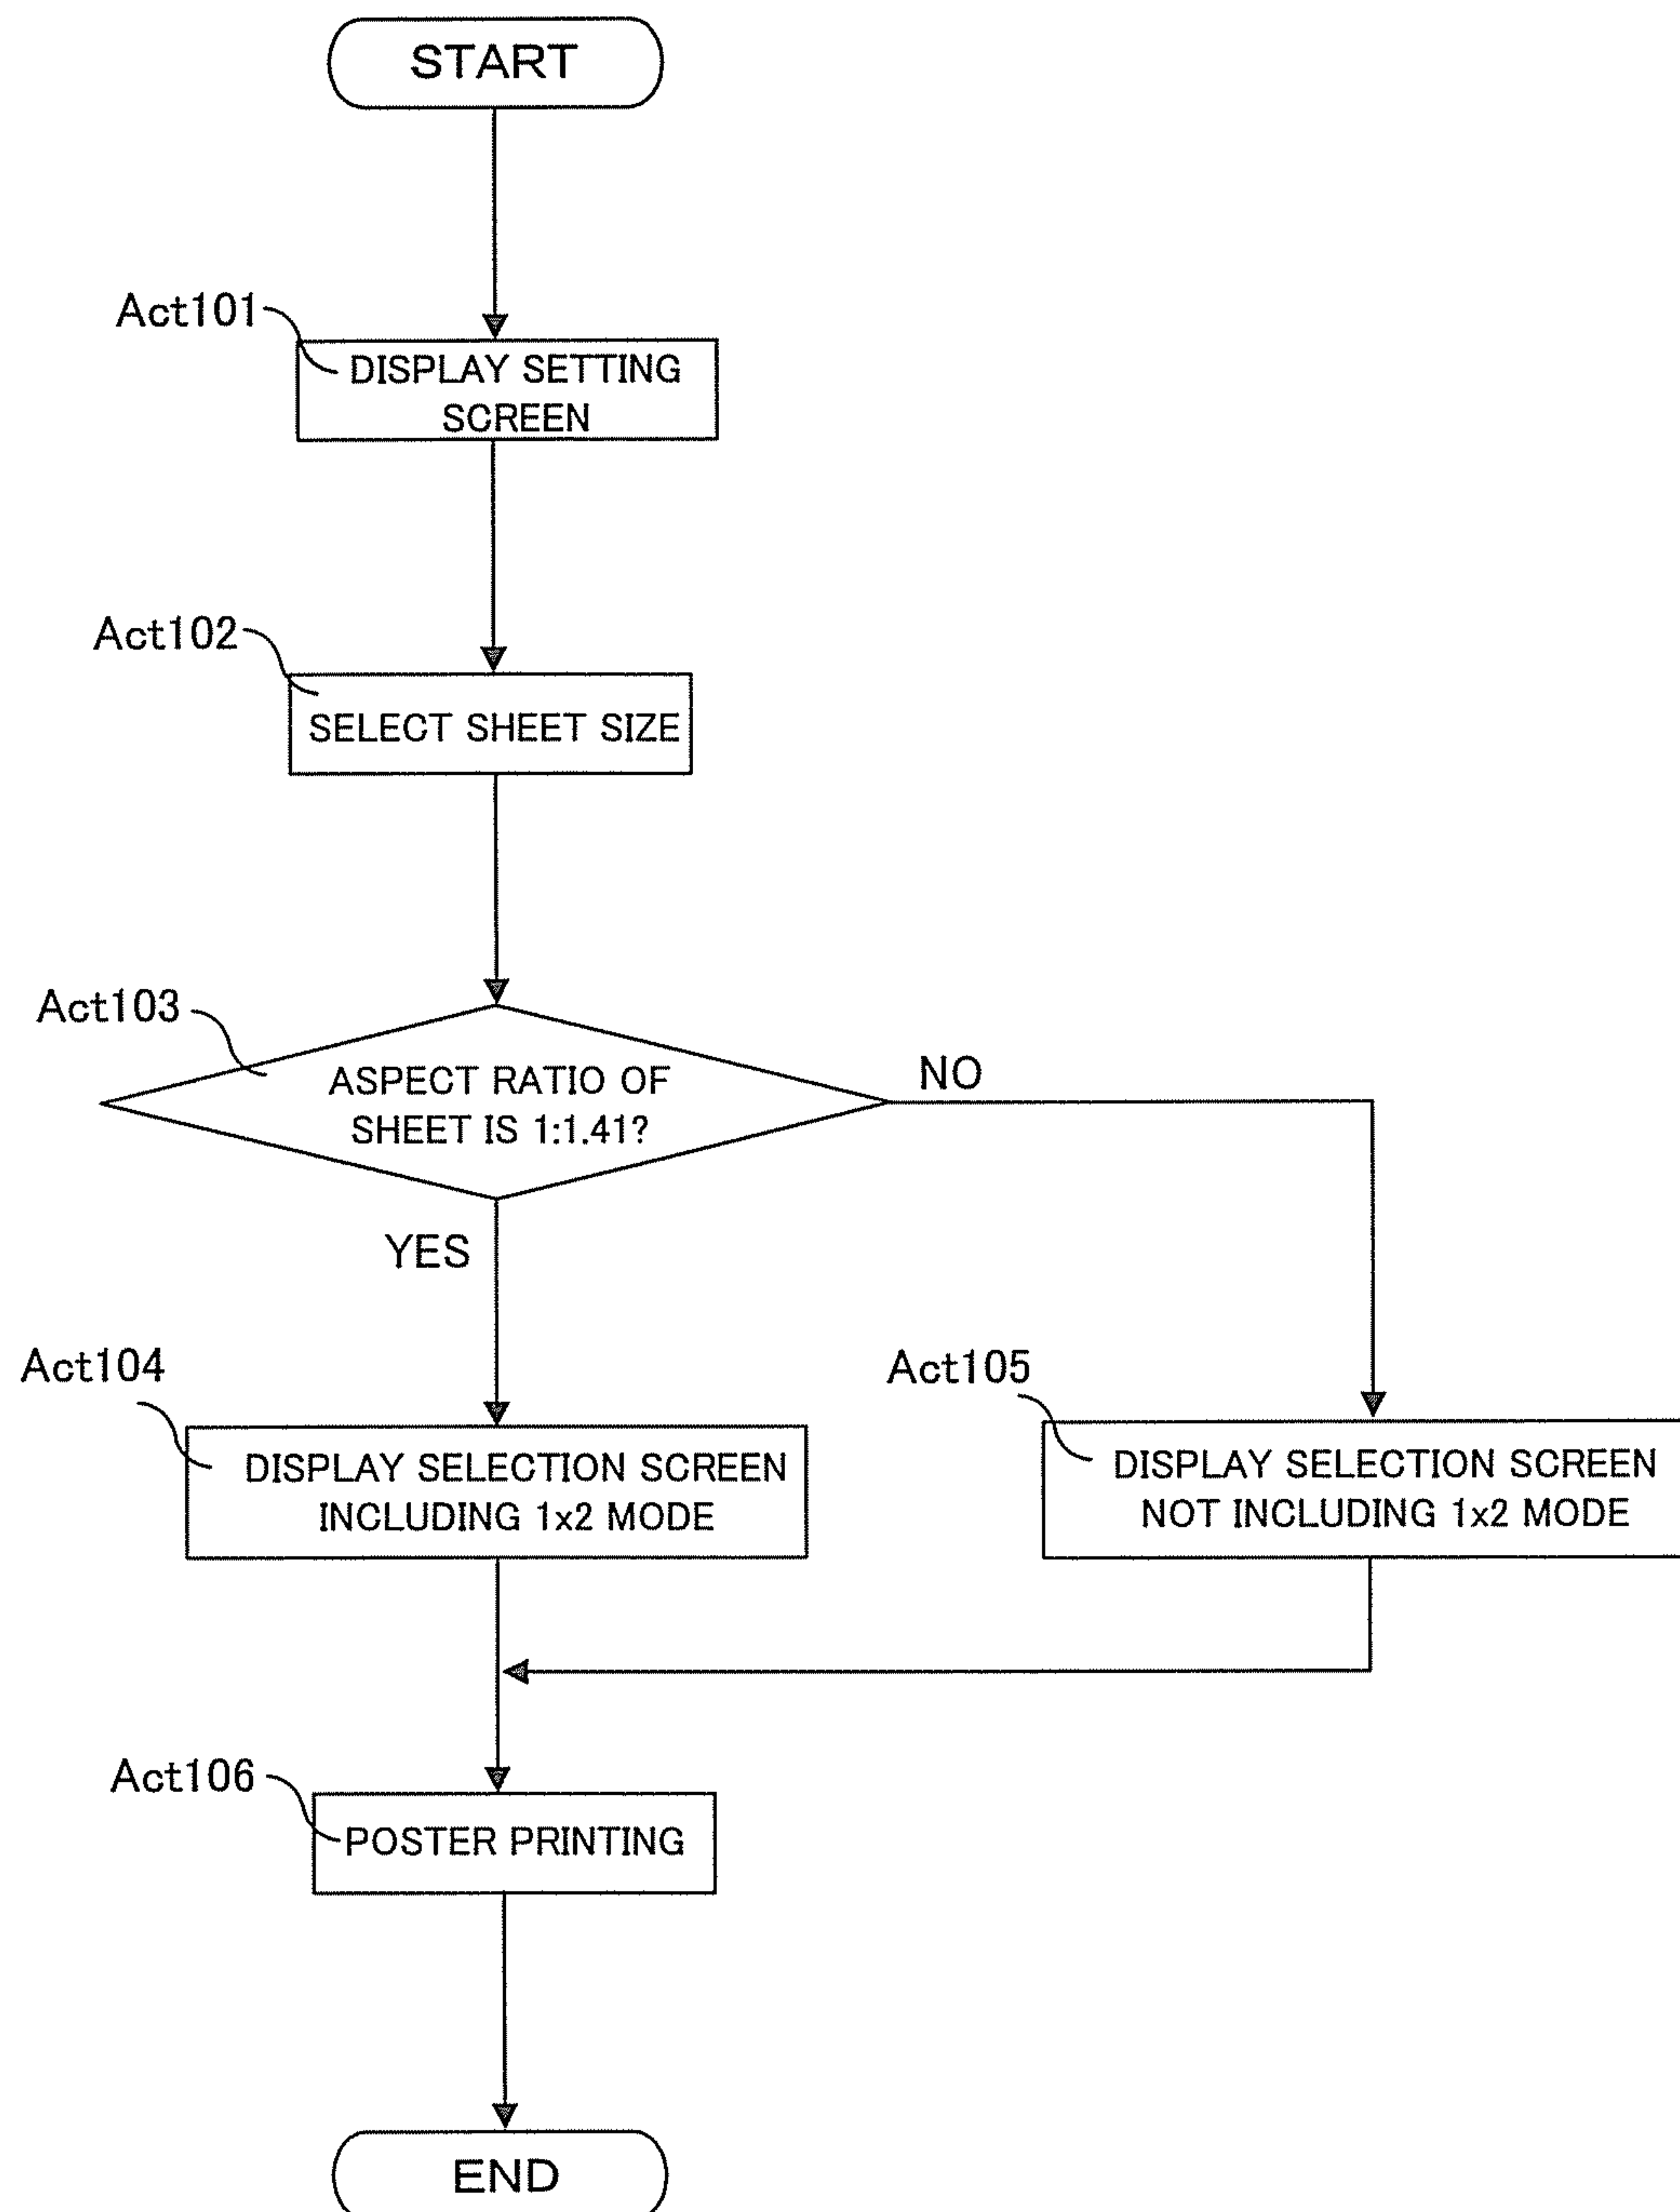 START
Act101
DISPLAY SETTING
SCREEN
Act102
SELECT SHEET SIZE
Act103
ASPECT RATIO OF
SHEET IS 1:1.41?
NO
YES
Act104
DISPLAY SELECTION SCREEN
INCLUDING 1x2 MODE
Act105
DISPLAY SELECTION SCREEN
NOT INCLUDING 1x2 MODE
Act106
POSTER PRINTING
END